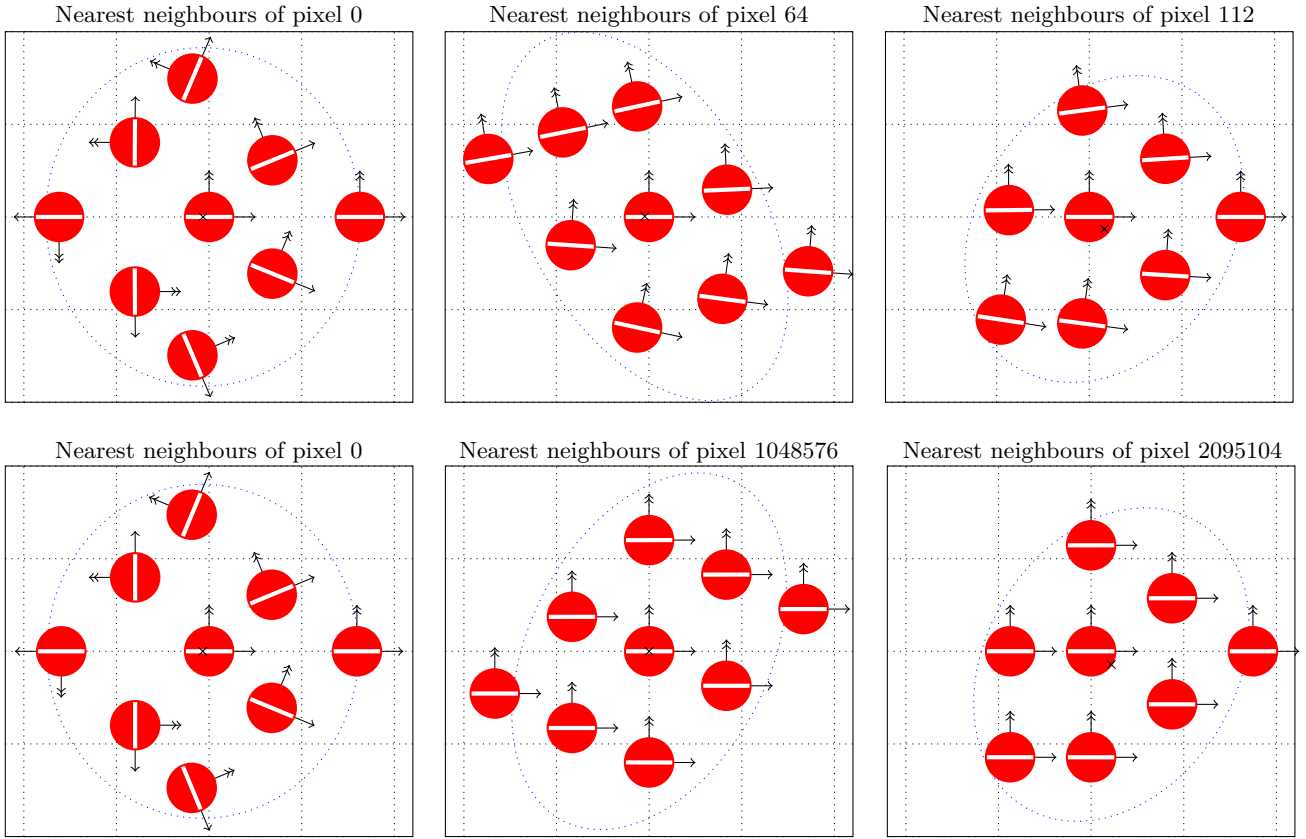 Nearest neighbours of pixel 0
Nearest neighbours of pixel 64
Nearest neighbours of pixel 112
Nearest neighbours of pixel 0
Nearest neighbours of pixel 1048576
Nearest neighbours of pixel 2095104